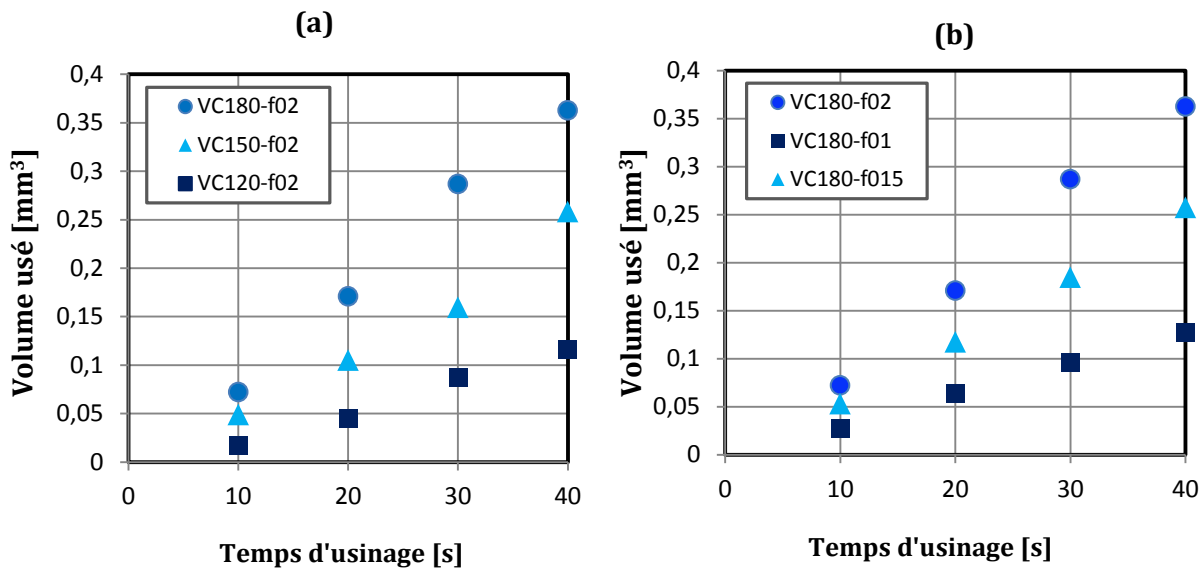 (a)
Volume usé [mm³]
0,4
0,35
0,3
0,25
0,2
0,15
0,1
0,05
0
VC180-f02
VC150-f02
VC120-f02
0 10 20 30 40
Temps d'usinage [s]
(b)
Volume usé [mm³]
0,4
0,35
0,3
0,25
0,2
0,15
0,1
0,05
0
VC180-f02
VC180-f01
VC180-f015
0 10 20 30 40
Temps d'usinage [s]